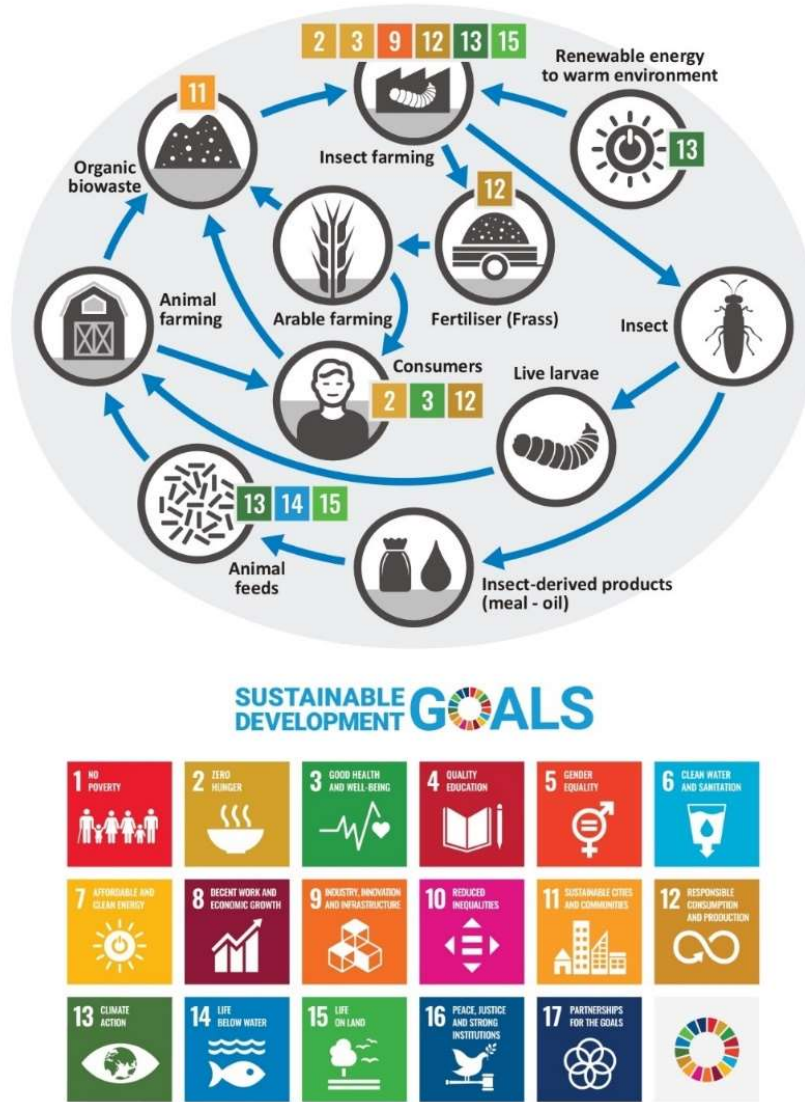 2 3 9 12 13 15
Renewable energy
to warm environment
11
13
Organic
biowaste
Insect farming
12
Animal
farming
Arable farming
Fertiliser (Frass)
Insect
Consumers
2 3 12
Live larvae
13 14 15
Animal
feeds
Insect-derived products
(meal - oil)
SUSTAINABLE
DEVELOPMENT
GOALS
1 NO
POVERTY
2 ZERO
HUNGER
3 GOOD HEALTH
AND WELL-BEING
4 QUALITY
EDUCATION
5 GENDER
EQUALITY
6 CLEAN WATER
AND SANITATION
7 AFFORDABLE AND
CLEAN ENERGY
8 DECENT WORK AND
ECONOMIC GROWTH
9 INDUSTRY, INNOVATION
AND INFRASTRUCTURE
10 REDUCED
INEQUALITIES
11 SUSTAINABLE CITIES
AND COMMUNITIES
12 RESPONSIBLE
CONSUMPTION
AND PRODUCTION
13 CLIMATE
ACTION
14 LIFE
BELOW WATER
15 LIFE
ON LAND
16 PEACE, JUSTICE
AND STRONG
INSTITUTIONS
17 PARTNERSHIPS
FOR THE GOALS